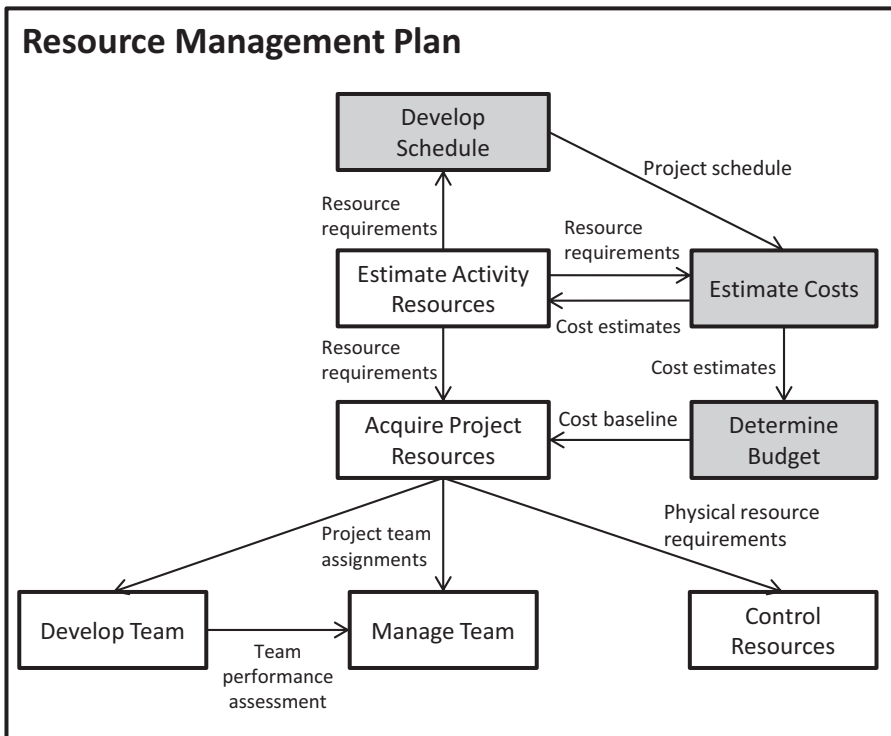 Resource Management Plan
Develop
Schedule
Project schedule
Resource
requirements
Resource
requirements
Estimate Activity
Resources
Estimate Costs
Cost estimates
Resource
requirements
Cost estimates
Acquire Project
Resources
Cost baseline
Determine
Budget
Project team
assignments
Physical resource
requirements
Develop Team
Manage Team
Control
Resources
Team
performance
assessment